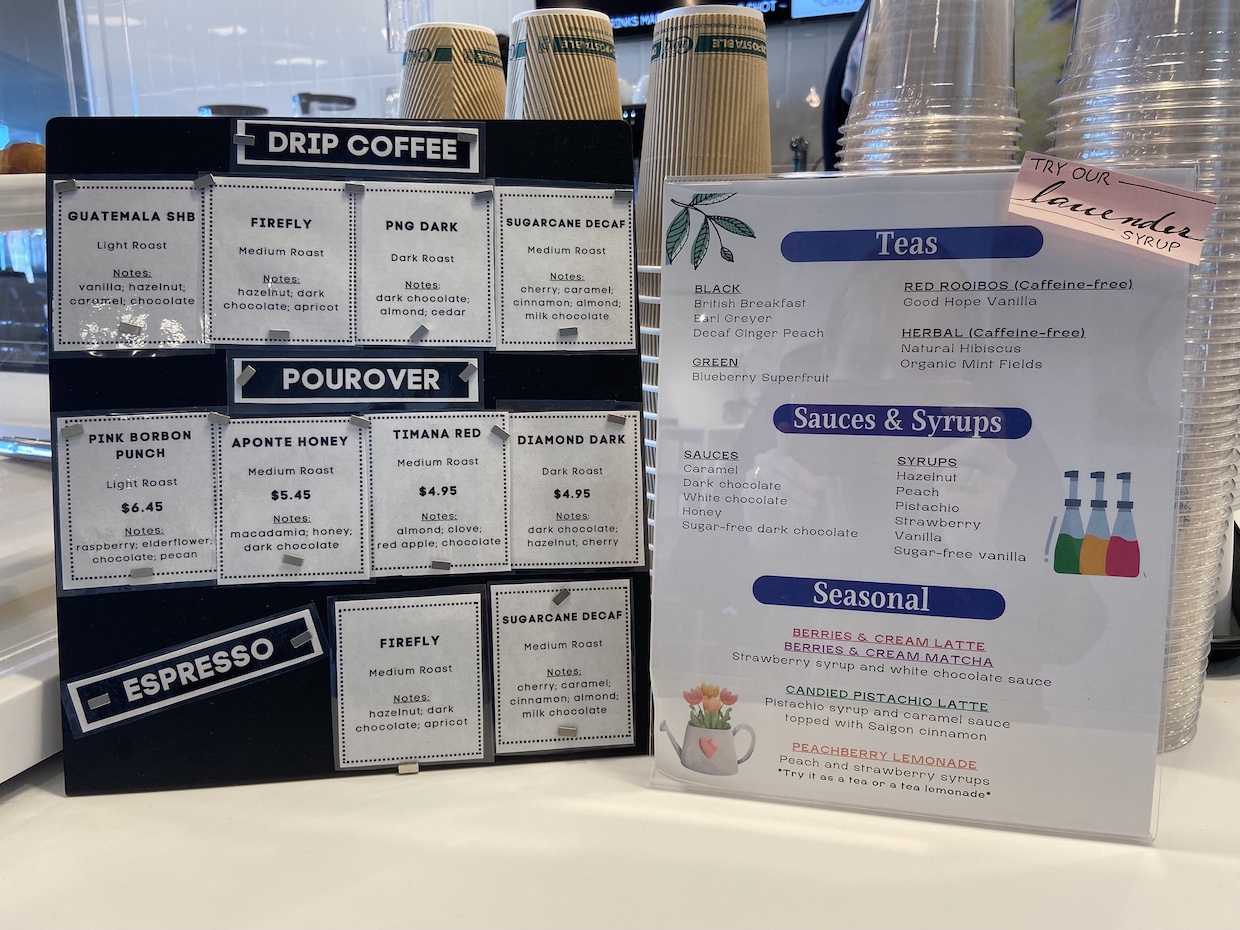 DRINKS MA
SHOT ~
COMPOSTABLE
POSTABLE
DRIP COFFEE
GUATEMALA SHB
Light Roast
Notes:
vanilla; hazelnut;
caramel; chocolate
FIREFLY
Medium Roast
Notes:
hazelnut; dark
chocolate; apricot
PNG DARK
Dark Roast
Notes:
dark chocolate;
almond; cedar
SUGARCANE DECAF
Medium Roast
Notes:
cherry; caramel;
cinnamon; almond;
milk chocolate
POUROVER
PINK BORBON
PUNCH
Light Roast
$6.45
Notes:
raspberry; elderflower;
chocolate; pecan
APONTE HONEY
Medium Roast
$5.45
Notes:
macadamia; honey;
dark chocolate
TIMANA RED
Medium Roast
$4.95
Notes:
almond; clove;
red apple; chocolate
DIAMOND DARK
Dark Roast
$4.95
Notes:
dark chocolate;
hazelnut; cherry
ESPRESSO
FIREFLY
Medium Roast
Notes:
hazelnut; dark
chocolate; apricot
SUGARCANE DECAF
Medium Roast
Notes:
cherry; caramel;
cinnamon; almond;
milk chocolate
TRY OUR
lavender
SYRUP
Teas
BLACK
British Breakfast
Earl Greyer
Decaf Ginger Peach
GREEN
Blueberry Superfruit
RED ROOIBOS (Caffeine-free)
Good Hope Vanilla
HERBAL (Caffeine-free)
Natural Hibiscus
Organic Mint Fields
Sauces & Syrups
SAUCES
Caramel
Dark chocolate
White chocolate
Honey
Sugar-free dark chocolate
SYRUPS
Hazelnut
Peach
Pistachio
Strawberry
Vanilla
Sugar-free vanilla
Seasonal
BERRIES & CREAM LATTE
BERRIES & CREAM MATCHA
Strawberry syrup and white chocolate sauce
CANDIED PISTACHIO LATTE
Pistachio syrup and caramel sauce
topped with Saigon cinnamon
PEACHBERRY LEMONADE
Peach and strawberry syrups
*Try it as a tea or a tea lemonade*